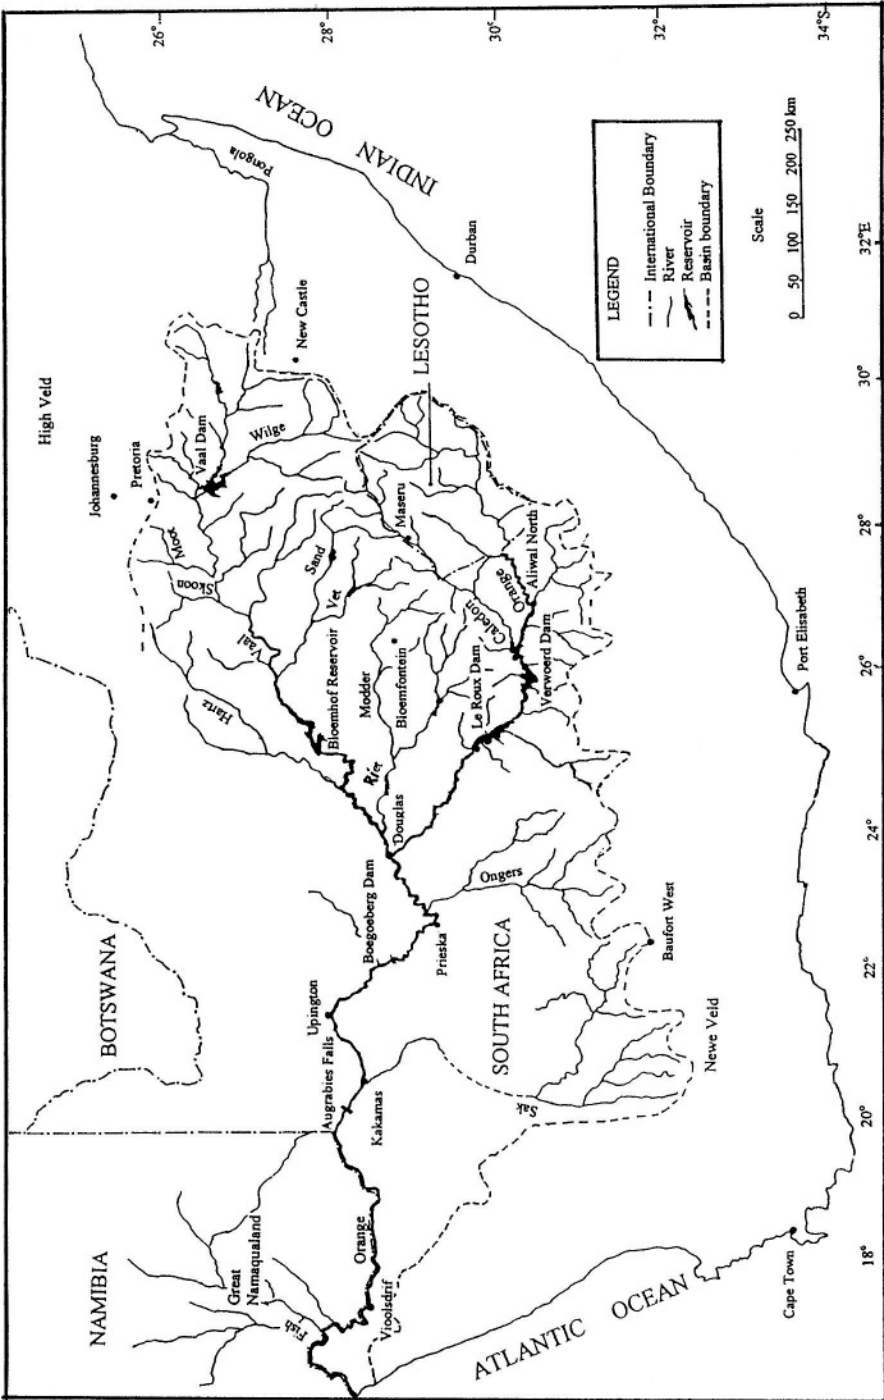 26°
28°
30°
32°
34°S
INDIAN OCEAN
Pongola
High Veld
Johannesburg
Pretoria
New Castle
Durban
32°E
LESOTHO
Vaal Dam
Wilge
30°
Mooi
Skoon
Sand
Vet
Maseru
Orange
Aliwal North
28°
Caledon
Vaal
Hartz
Bloemhof Reservoir
Modder
Bloemfontein
Le Roux Dam
Verwoerd Dam
26°
Port Elisabeth
Riet
Douglas
24°
Ongers
Boegoeberg Dam
Prieska
Baufort West
22°
BOTSWANA
Upington
SOUTH AFRICA
Augrabies Falls
Kakamas
Sak
Newe Veld
20°
NAMIBIA
Great
Namaqualand
Fish
Orange
Vioolsdrif
ATLANTIC OCEAN
Cape Town
18°
LEGEND
International Boundary
River
Reservoir
Basin boundary
Scale
0 50 100 150 200 250 km